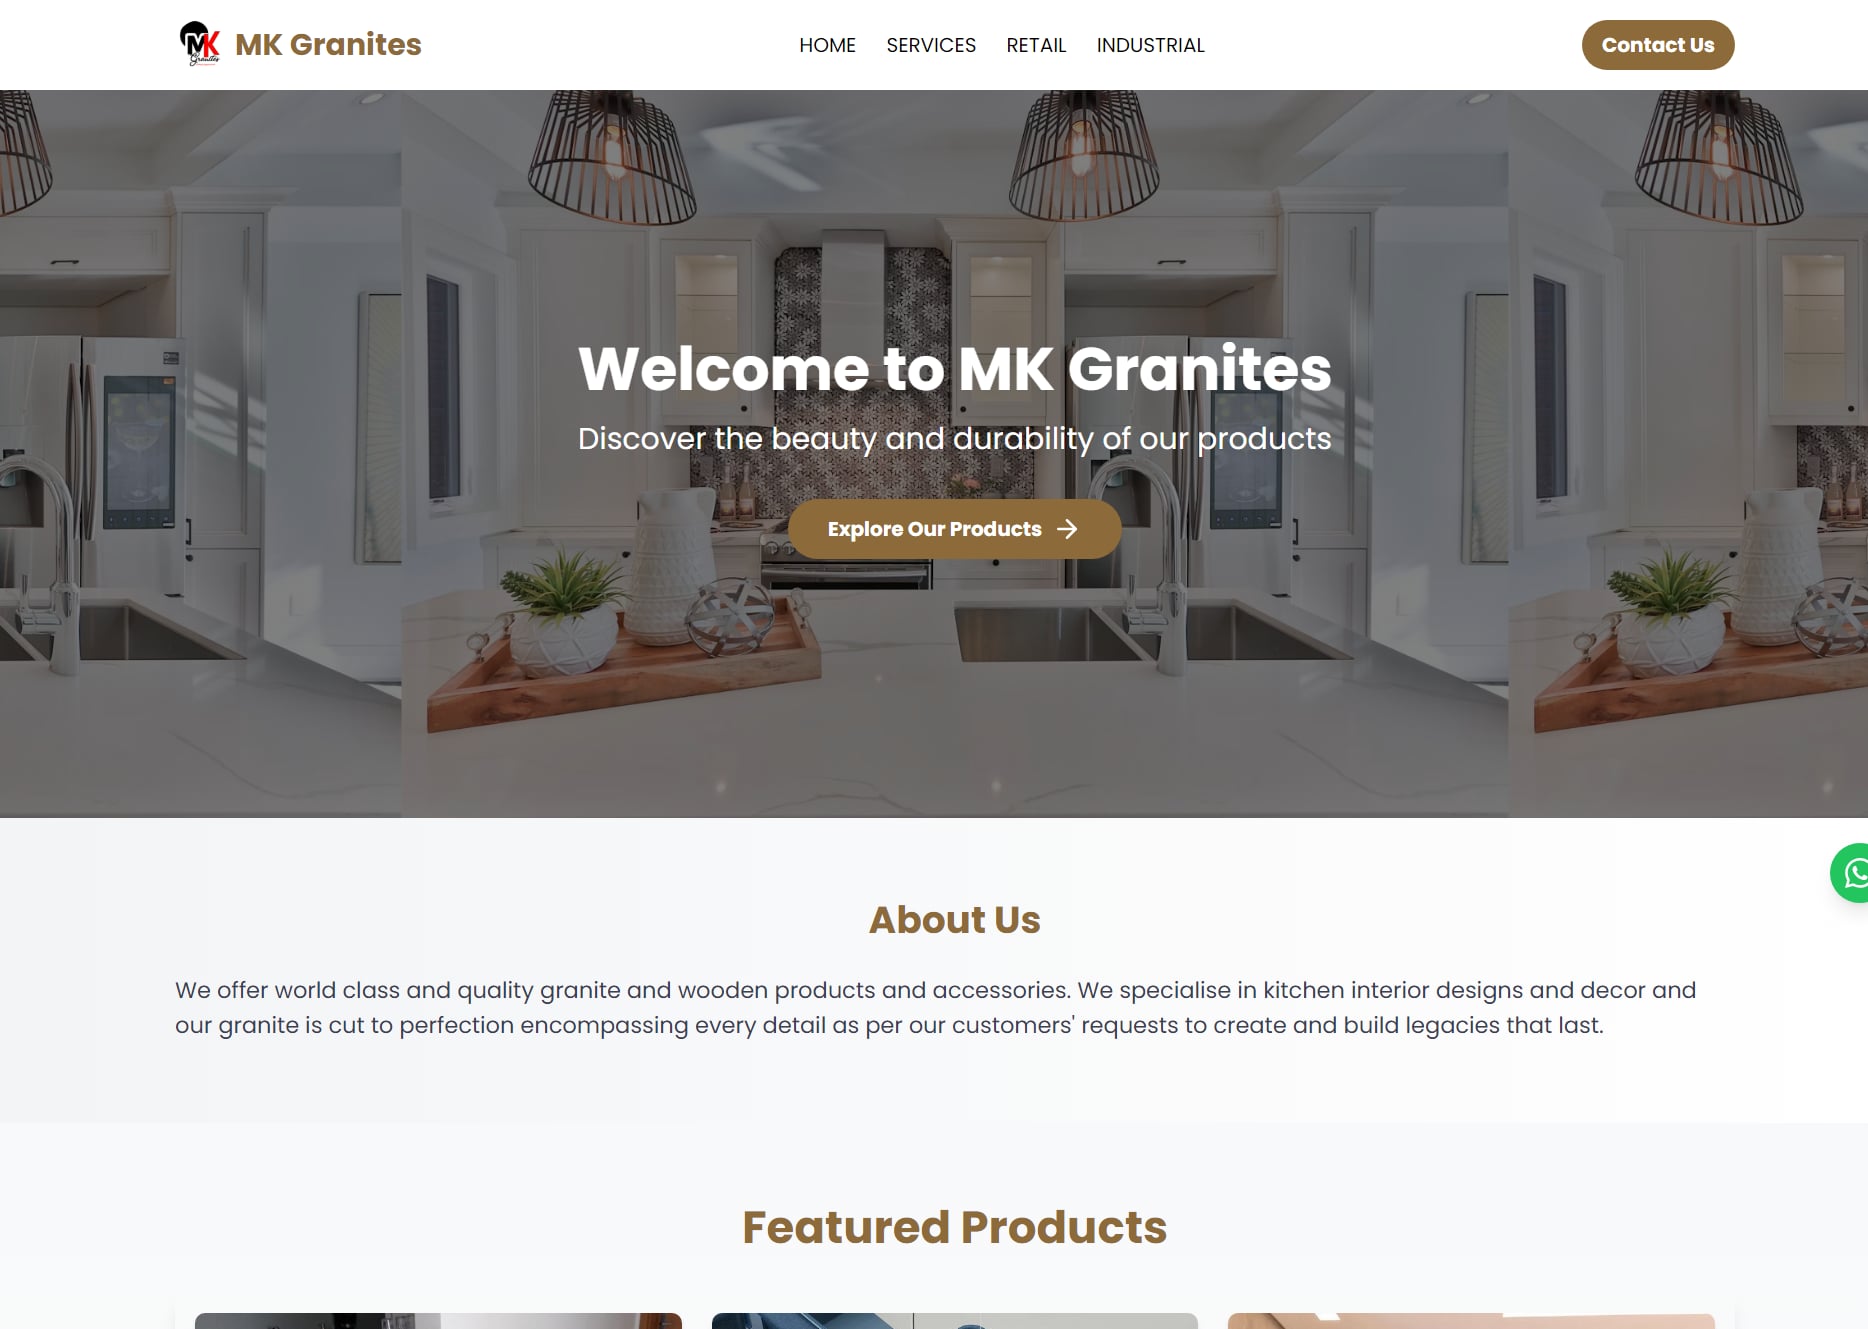 MK
Granites
MK Granites
HOME
SERVICES
RETAIL
INDUSTRIAL
Contact Us
Welcome to MK Granites
Discover the beauty and durability of our products
Explore Our Products
About Us
We offer world class and quality granite and wooden products and accessories. We specialise in kitchen interior designs and decor and
our granite is cut to perfection encompassing every detail as per our customers' requests to create and build legacies that last.
Featured Products